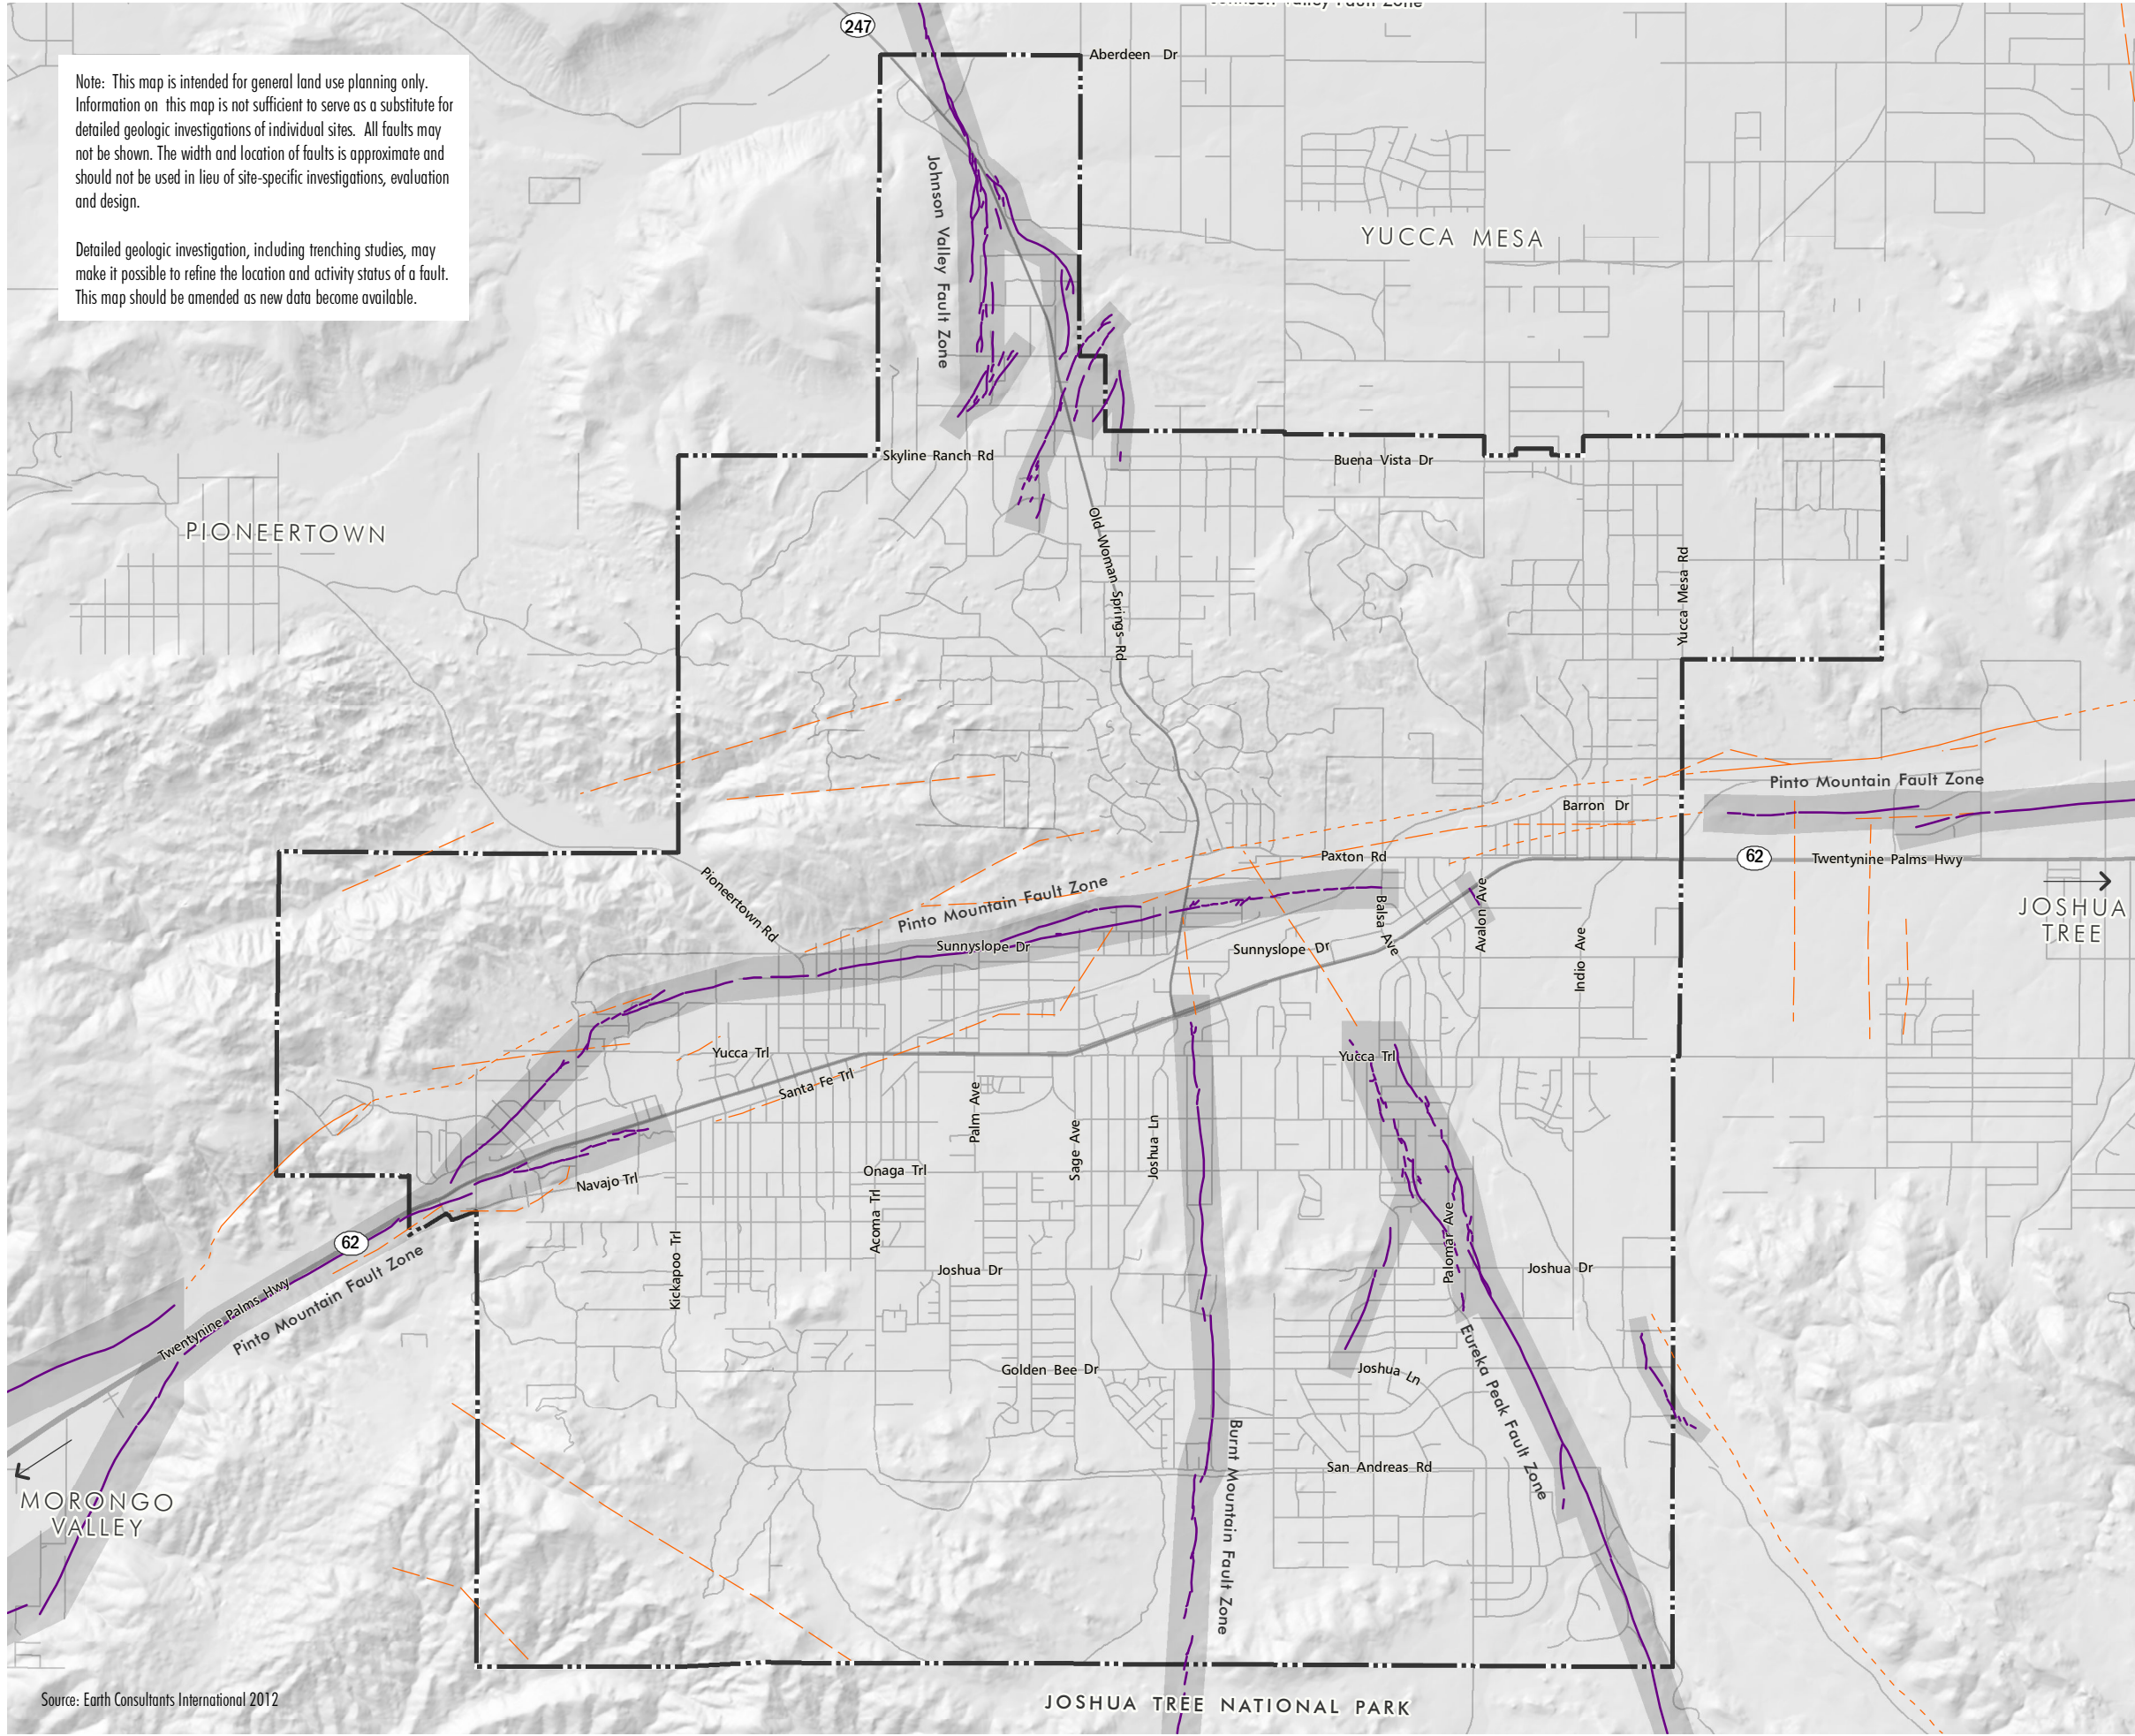 Johnson Valley Fault Zone
247
Aberdeen Dr
Note: This map is intended for general land use planning only.
Information on this map is not sufficient to serve as a substitute for
detailed geologic investigations of individual sites. All faults may
not be shown. The width and location of faults is approximate and
should not be used in lieu of site-specific investigations, evaluation
and design.
Detailed geologic investigation, including trenching studies, may
make it possible to refine the location and activity status of a fault.
This map should be amended as new data become available.
Johnson Valley Fault Zone
YUCCA MESA
Skyline Ranch Rd
Buena Vista Dr
PIONEERTOWN
Old Woman Springs Rd
Yucca Mesa Rd
Pinto Mountain Fault Zone
Barron Dr
Paxton Rd
62
Twentynine Palms Hwy
Pioneertown Rd
Pinto Mountain Fault Zone
Balsa Ave
Avalon Ave
JOSHUA
TREE
Sunnyslope Dr
Sunnyslope Dr
Indio Ave
Yucca Trl
Yucca Trl
Santa Fe Trl
Palm Ave
Sage Ave
Joshua Ln
Onaga Trl
Navajo Trl
Acoma Trl
Kickapoo Trl
Palomar Ave
62
Joshua Dr
Joshua Dr
Twentynine Palms Hwy
Pinto Mountain Fault Zone
Golden Bee Dr
Joshua Ln
Eureka Peak Fault Zone
Burnt Mountain Fault Zone
San Andreas Rd
MORONGO
VALLEY
Source: Earth Consultants International 2012
JOSHUA TREE NATIONAL PARK